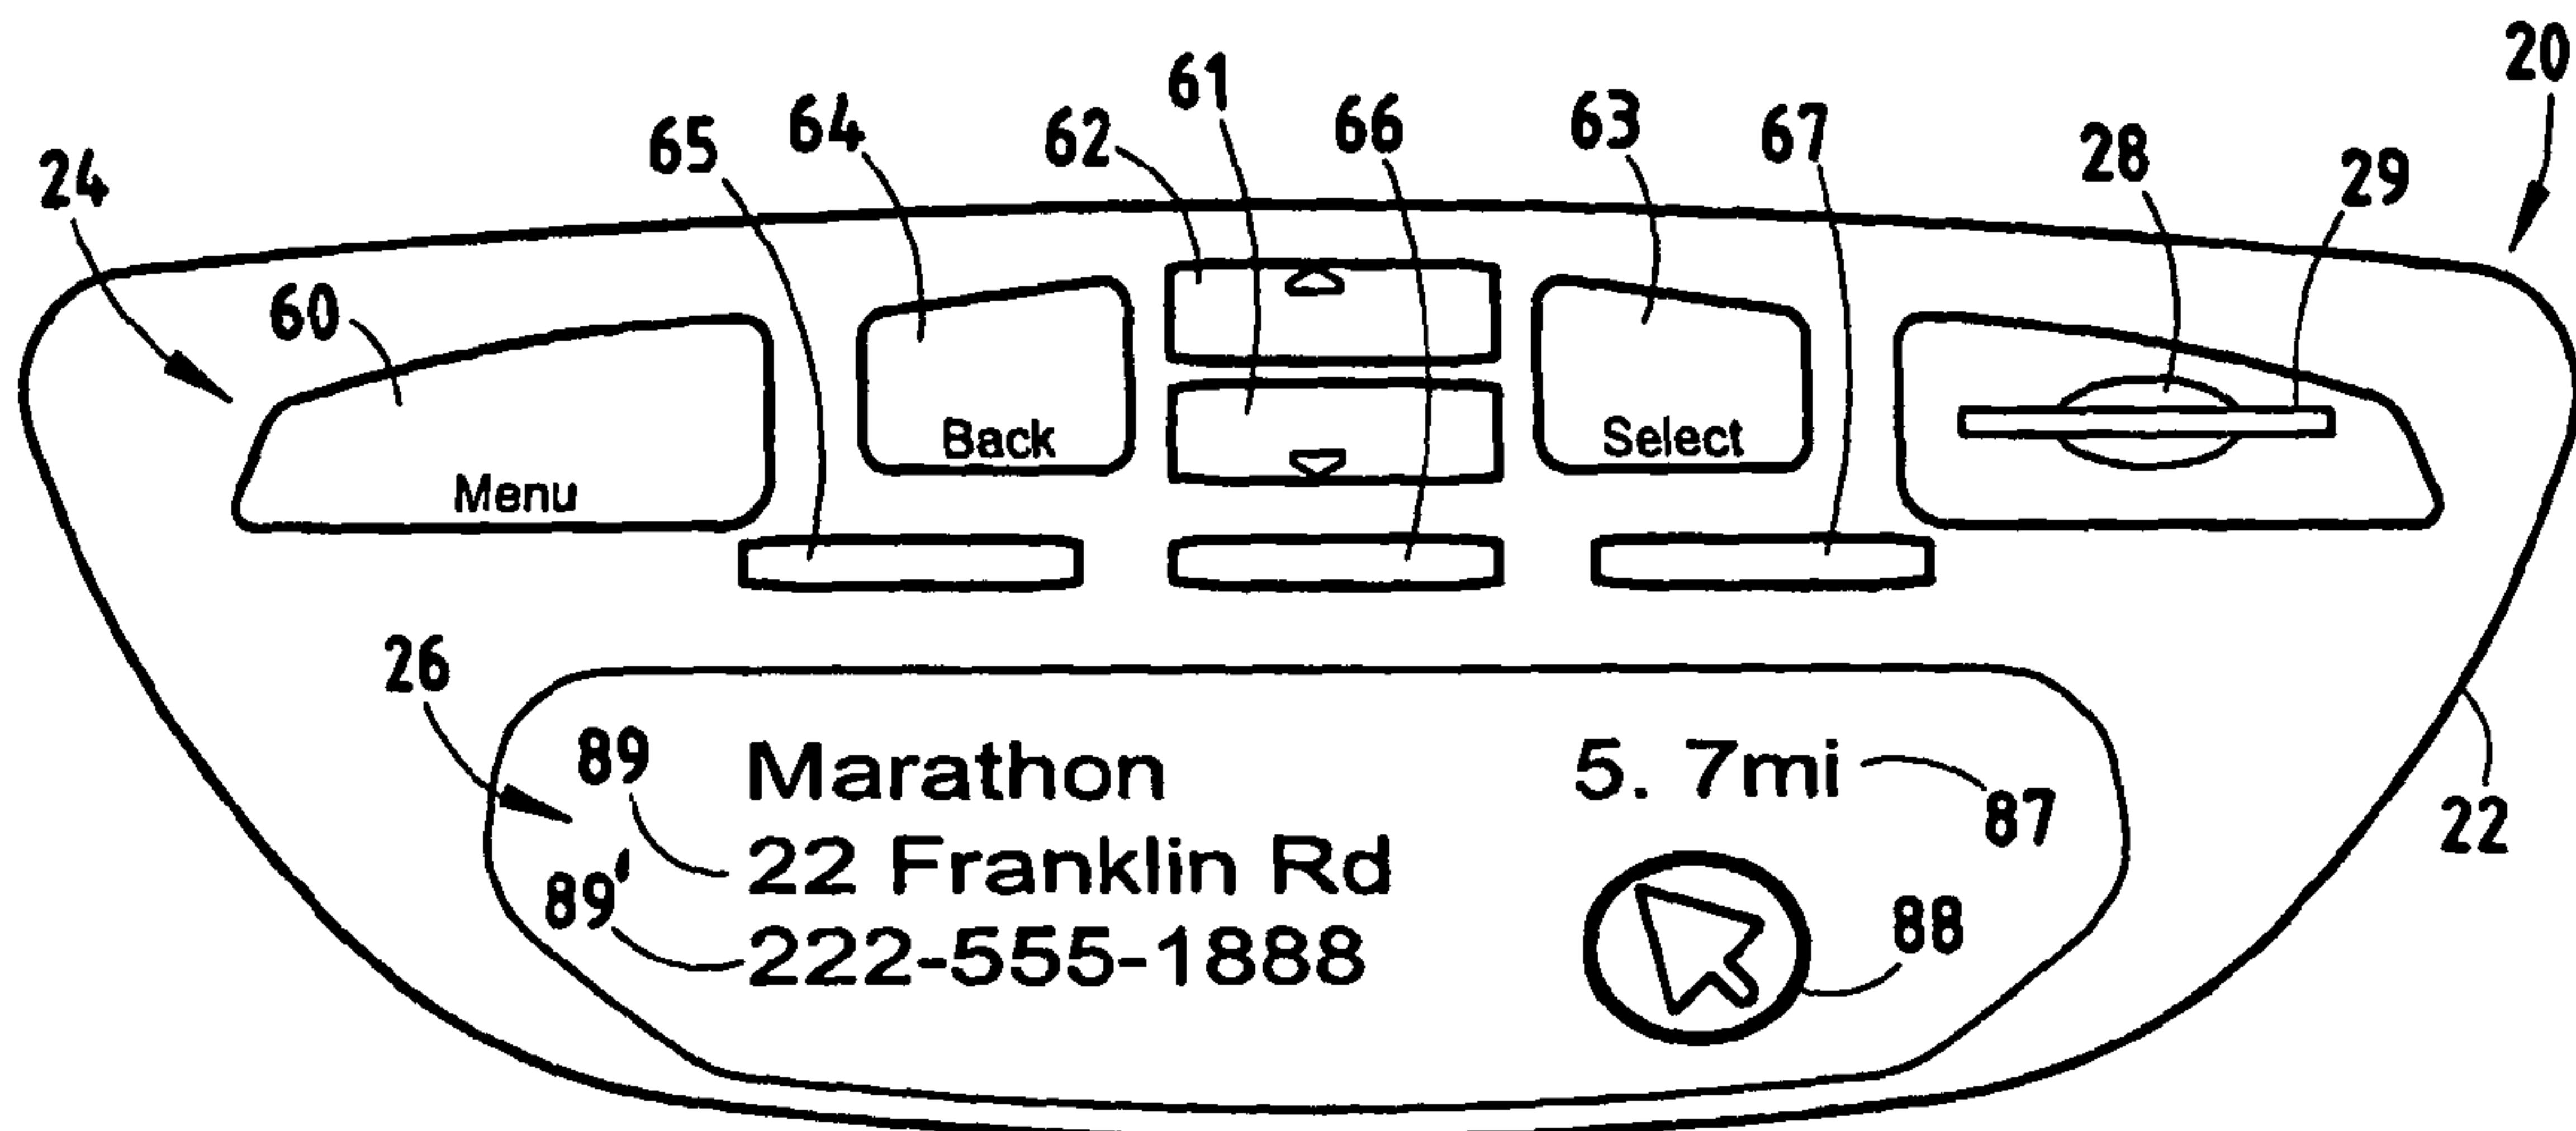 20
61
64 62 66 63 67
65 28
24 29
60
Back Select
Menu
26
89 Marathon 5. 7mi
87 22
89' 22 Franklin Rd
222-555-1888 88